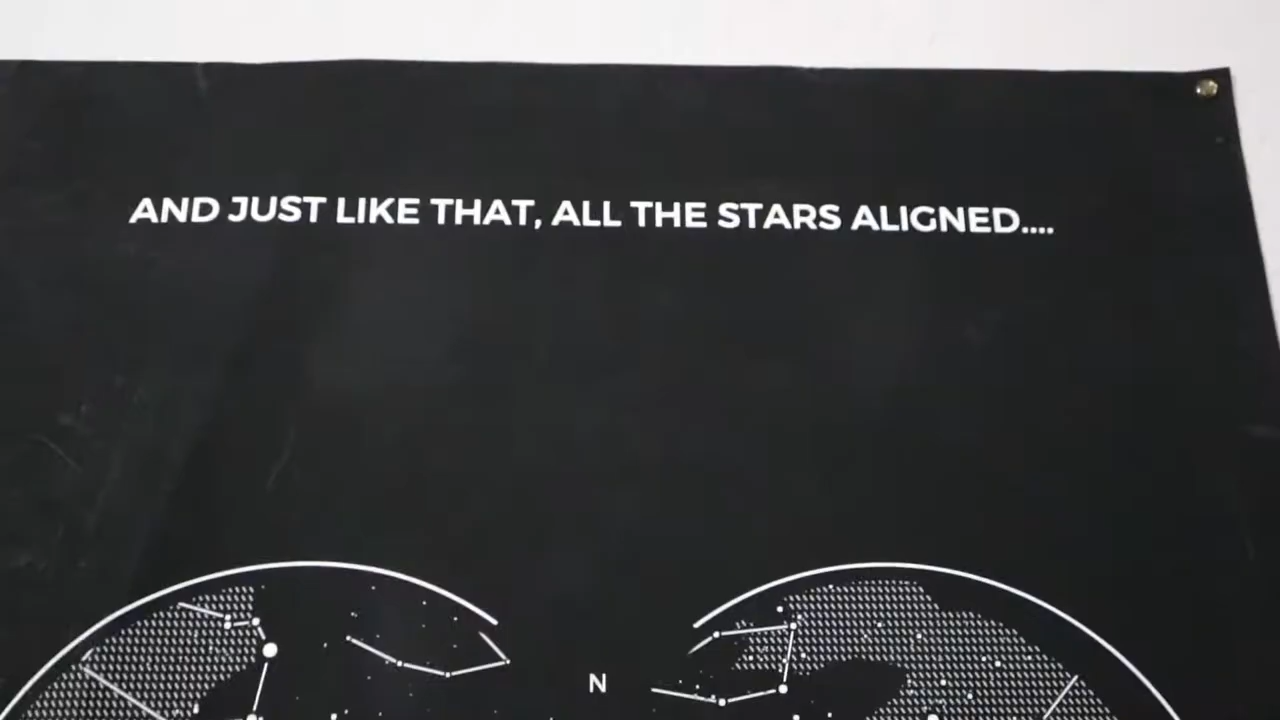 AND JUST LIKE THAT, ALL THE STARS ALIGNED....
N